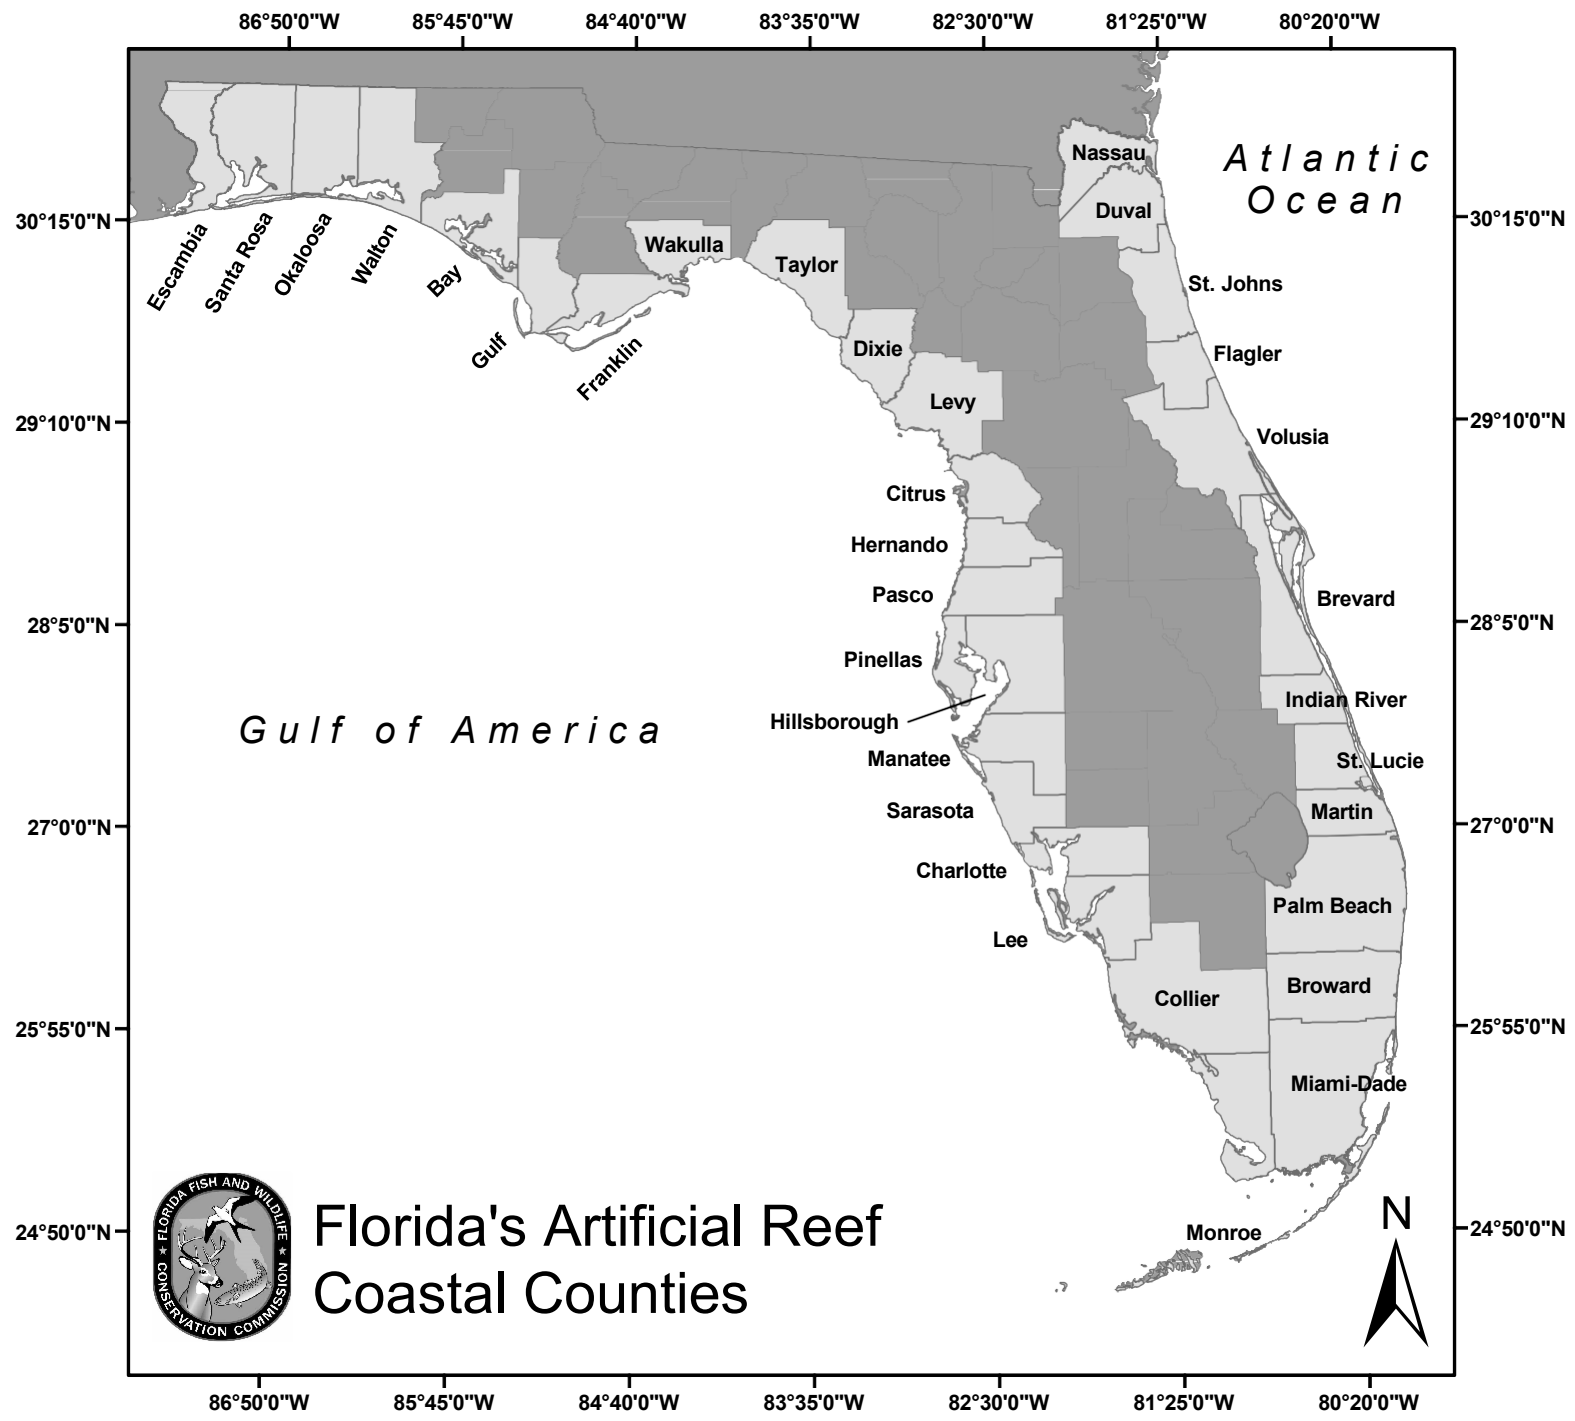 86°50'0"W 85°45'0"W 84°40'0"W 83°35'0"W 82°30'0"W 81°25'0"W 80°20'0"W
Nassau
Atlantic
Ocean
Duval
30°15'0"N
30°15'0"N
Escambia
Santa Rosa
Okaloosa
Walton
Bay
Wakulla
Taylor
St. Johns
Gulf
Franklin
Dixie
Flagler
Levy
29°10'0"N
29°10'0"N
Volusia
Citrus
Hernando
Pasco
Brevard
28°5'0"N
28°5'0"N
Pinellas
Indian River
Hillsborough
Gulf of America
Manatee
St. Lucie
Sarasota
Martin
27°0'0"N
27°0'0"N
Charlotte
Palm Beach
Lee
Broward
Collier
25°55'0"N
25°55'0"N
Miami-Dade
FLORIDA FISH AND WILDLIFE
CONSERVATION COMMISSION
Florida's Artificial Reef
Coastal Counties
Monroe
N
24°50'0"N
24°50'0"N
86°50'0"W 85°45'0"W 84°40'0"W 83°35'0"W 82°30'0"W 81°25'0"W 80°20'0"W